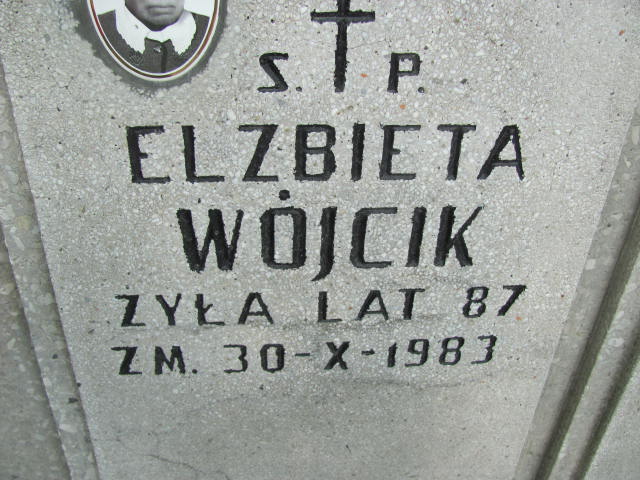 S. P.
ELZBIETA
WÓJCIK
ZYŁA LAT 87
ZM. 30-X-1983